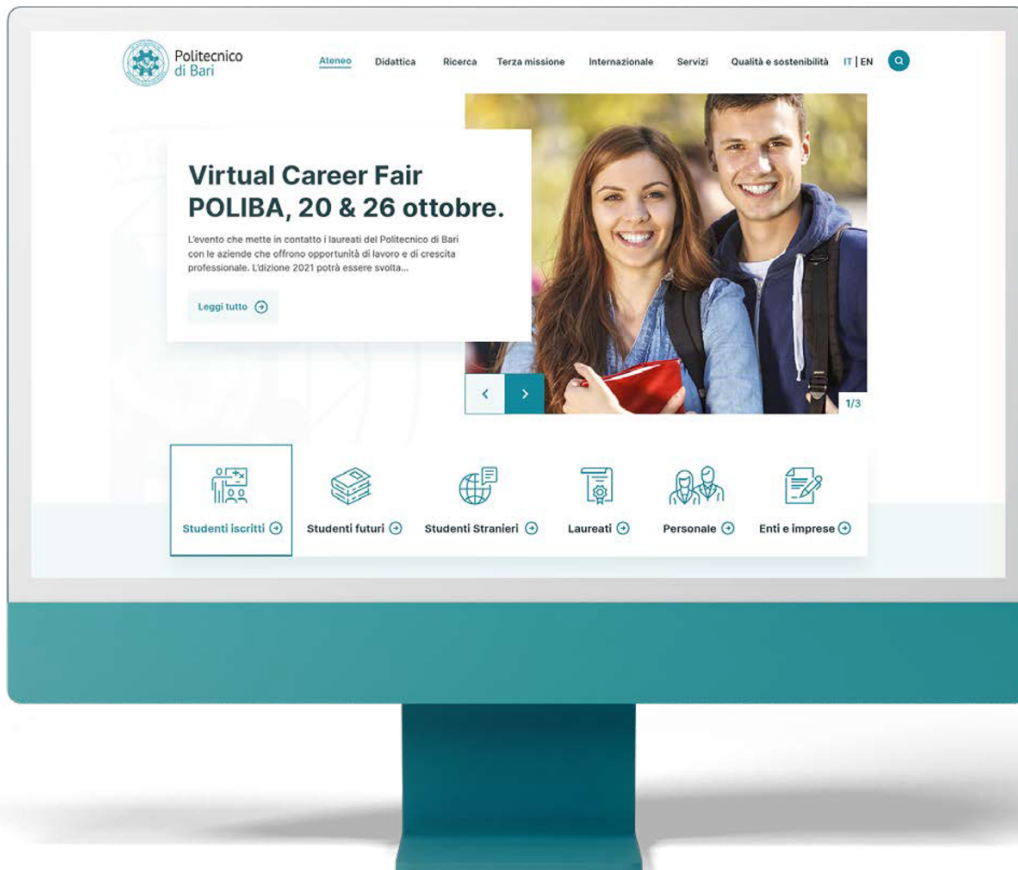 Politecnico
di Bari
Ateneo Didattica Ricerca Terza missione Internazionale Servizi Qualità e sostenibilità IT | EN
Virtual Career Fair
POLIBA, 20 & 26 ottobre.
L'evento che mette in contatto i laureati del Politecnico di Bari
con le aziende che offrono opportunità di lavoro e di crescita
professionale. L'dizione 2021 potrà essere svolta...
Leggi tutto
1/3
Studenti iscritti Studenti futuri Studenti Stranieri Laureati Personale Enti e imprese